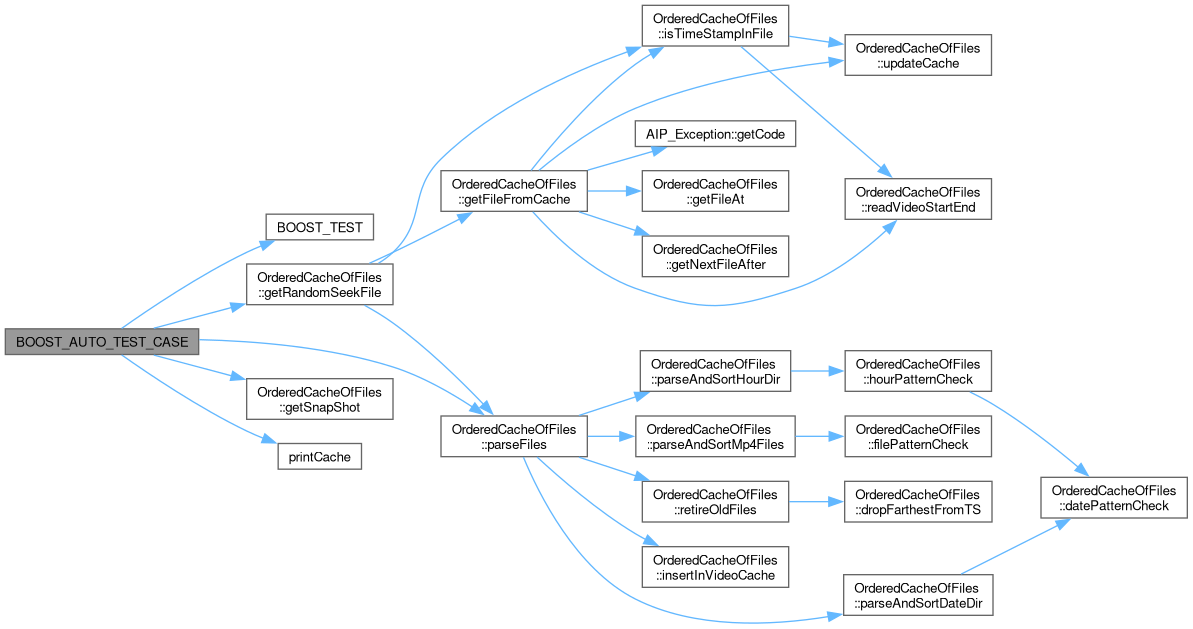 BOOST_AUTO_TEST_CASE
BOOST_TEST
OrderedCacheOfFiles
::getRandomSeekFile
OrderedCacheOfFiles
::getSnapShot
printCache
OrderedCacheOfFiles
::getFileFromCache
OrderedCacheOfFiles
::parseFiles
OrderedCacheOfFiles
::isTimeStampInFile
AIP_Exception::getCode
OrderedCacheOfFiles
::getFileAt
OrderedCacheOfFiles
::getNextFileAfter
OrderedCacheOfFiles
::parseAndSortHourDir
OrderedCacheOfFiles
::parseAndSortMp4Files
OrderedCacheOfFiles
::retireOldFiles
OrderedCacheOfFiles
::insertInVideoCache
OrderedCacheOfFiles
::updateCache
OrderedCacheOfFiles
::readVideoStartEnd
OrderedCacheOfFiles
::hourPatternCheck
OrderedCacheOfFiles
::filePatternCheck
OrderedCacheOfFiles
::dropFarthestFromTS
OrderedCacheOfFiles
::parseAndSortDateDir
OrderedCacheOfFiles
::datePatternCheck